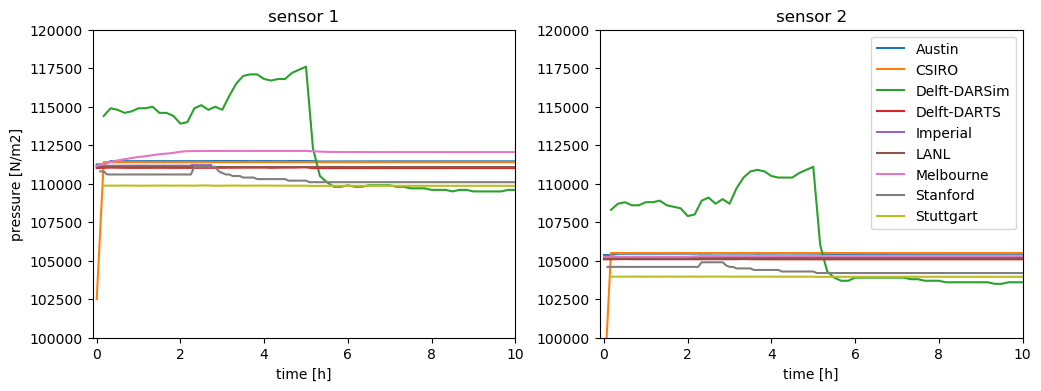 sensor 1
pressure [N/m2]
120000
117500
115000
112500
110000
107500
105000
102500
100000
0 2 4 6 8 10
time [h]
sensor 2
120000
117500
115000
112500
110000
107500
105000
102500
100000
0 2 4 6 8 10
time [h]
Austin
CSIRO
Delft-DARSim
Delft-DARTS
Imperial
LANL
Melbourne
Stanford
Stuttgart